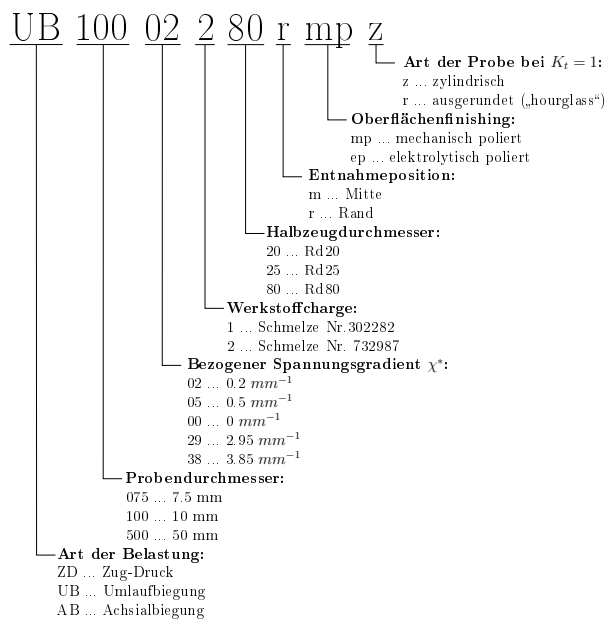 UB 100 02 2 80 r mp z
Art der Probe bei $K_t = 1$:
z ... zylindrisch
r ... ausgerundet („hourglass“)
Oberflächenfinishing:
mp ... mechanisch poliert
ep ... elektrolytisch poliert
Entnahmeposition:
m ... Mitte
r ... Rand
Halbzeugdurchmesser:
20 ... Rd20
25 ... Rd25
80 ... Rd80
Werkstoffcharge:
1 ... Schmelze Nr.302282
2 ... Schmelze Nr. 732987
Bezogener Spannungsgradient $\chi^*$:
02 ... 0.2 $mm^{-1}$
05 ... 0.5 $mm^{-1}$
00 ... 0 $mm^{-1}$
29 ... 2.95 $mm^{-1}$
38 ... 3.85 $mm^{-1}$
Probendurchmesser:
075 ... 7.5 mm
100 ... 10 mm
500 ... 50 mm
Art der Belastung:
ZD ... Zug-Druck
UB ... Umlaufbiegung
AB ... Achsialbiegung